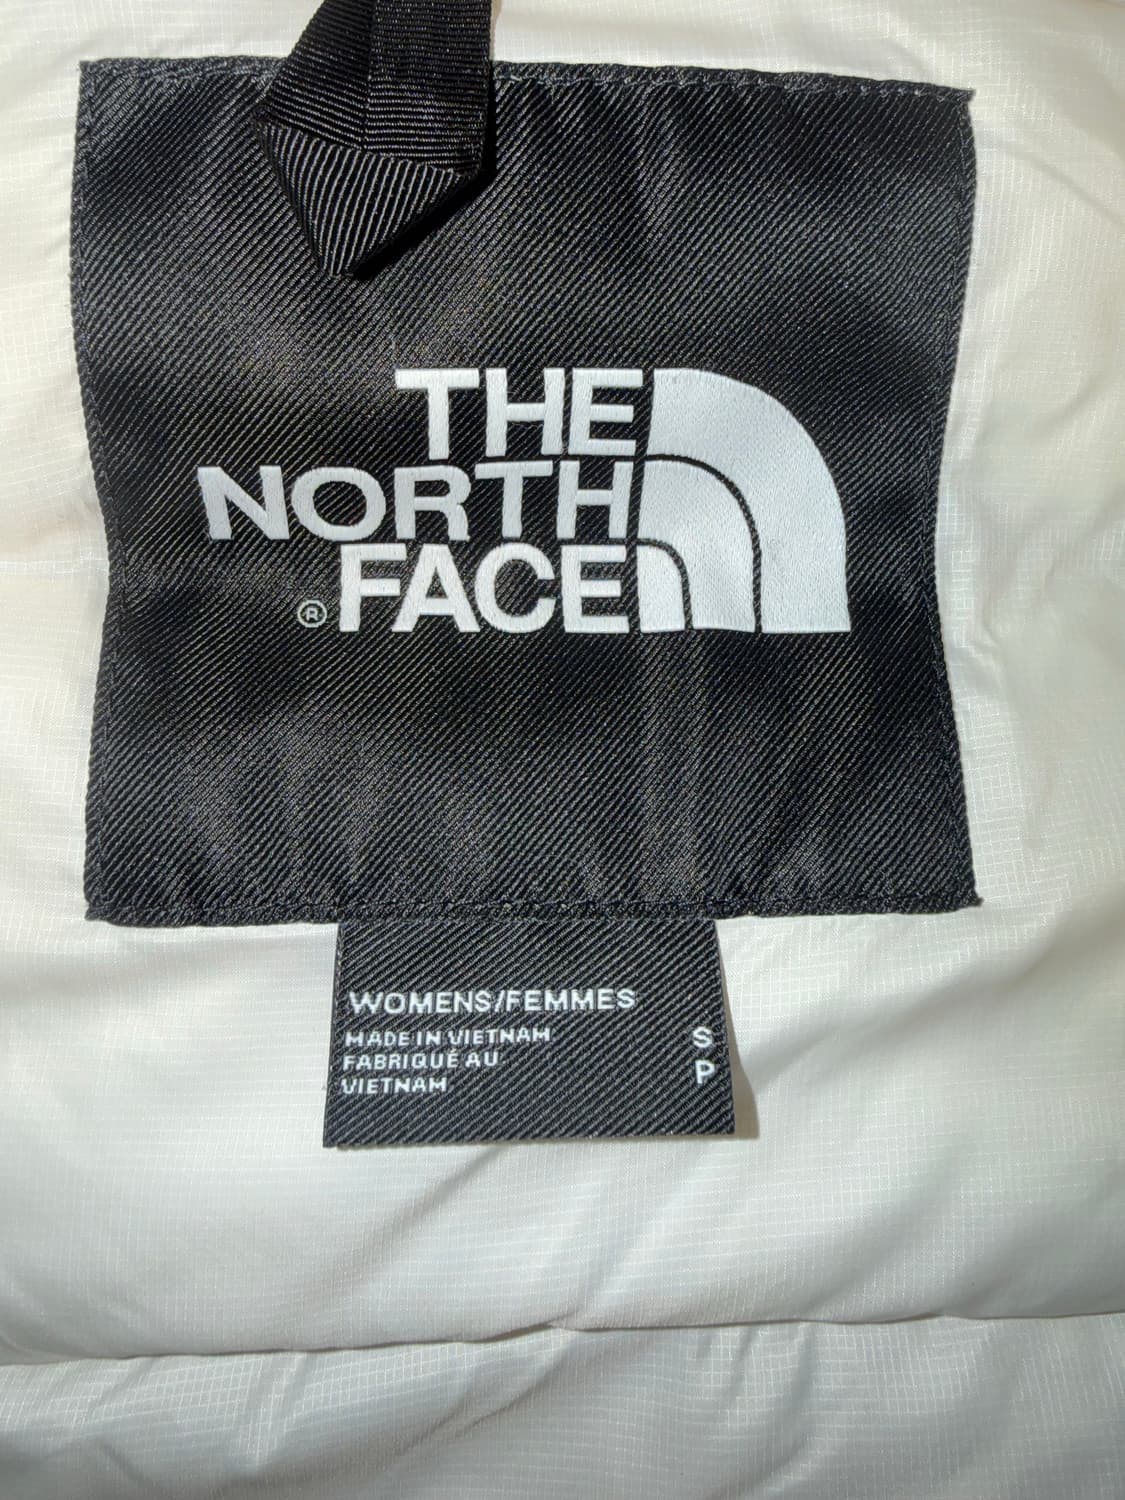 THE
NORTH
®FACE
WOMENS/FEMMES
MADE IN VIETNAM S
FABRIQUÉ AU P
VIETNAM